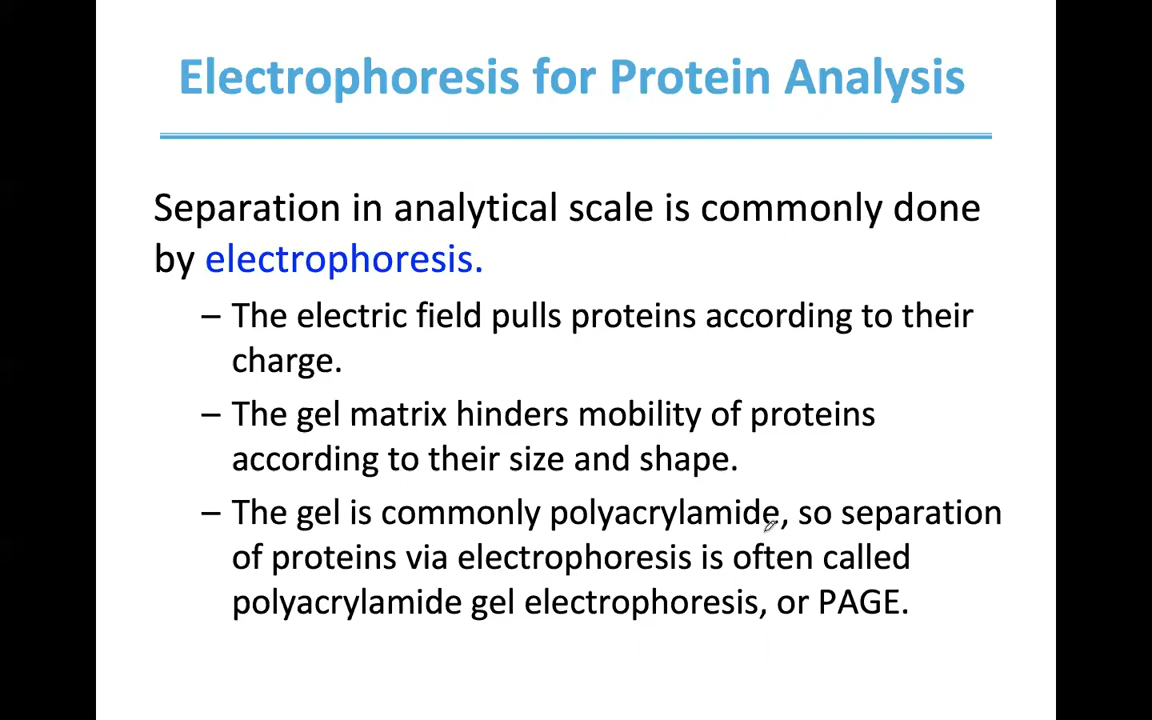 Electrophoresis for Protein Analysis
Separation in analytical scale is commonly done
by electrophoresis.
– The electric field pulls proteins according to their
charge.
– The gel matrix hinders mobility of proteins
according to their size and shape.
– The gel is commonly polyacrylamide, so separation
of proteins via electrophoresis is often called
polyacrylamide gel electrophoresis, or PAGE.